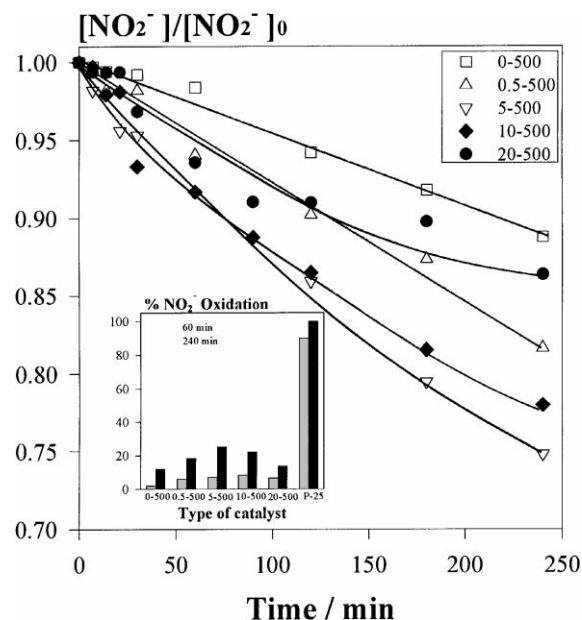 [NO₂⁻]/[NO₂⁻]₀
1.00
0.95
0.90
0.85
0.80
0.75
0.70
0-500
0.5-500
5-500
10-500
20-500
% NO₂⁻ Oxidation
60 min
240 min
100
80
60
40
20
0
0-500 0.5-500 5-500 10-500 20-500 P-25
Type of catalyst
0 50 100 150 200 250
Time / min